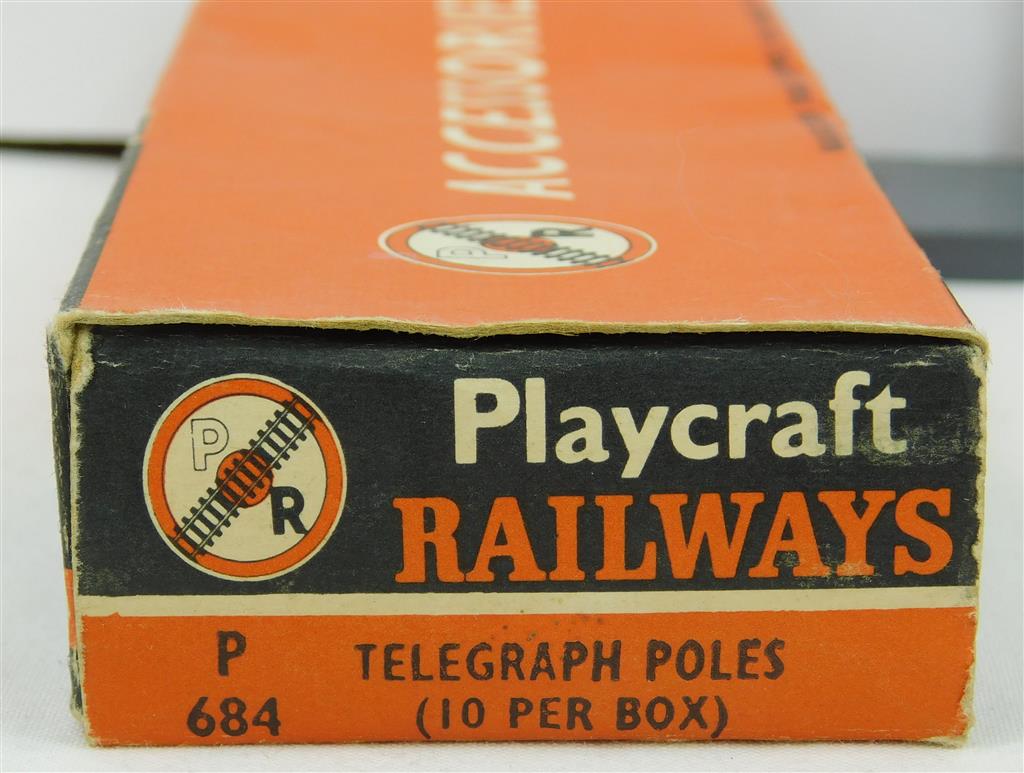 ACCESSORIES
P R
P
R
Playcraft
RAILWAYS
P
684
TELEGRAPH POLES
(10 PER BOX)